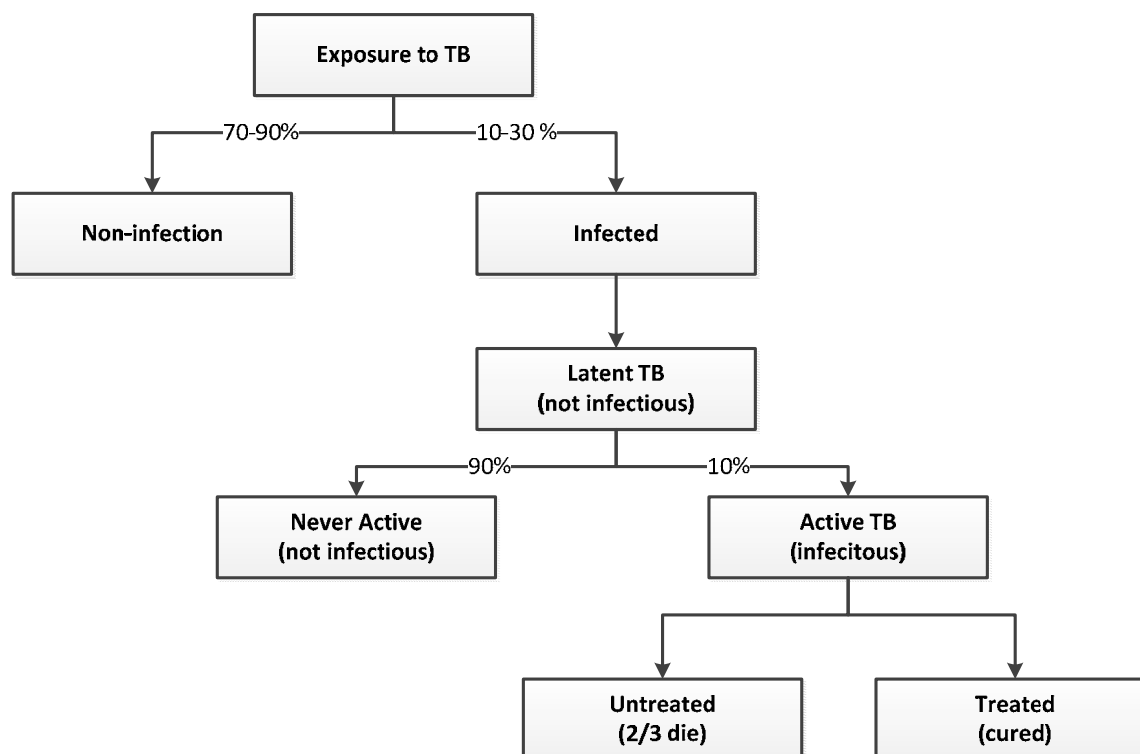 Exposure to TB
70-90%
10-30 %
Non-infection
Infected
Latent TB
(not infectious)
90%
10%
Never Active
(not infectious)
Active TB
(infecitous)
Untreated
(2/3 die)
Treated
(cured)